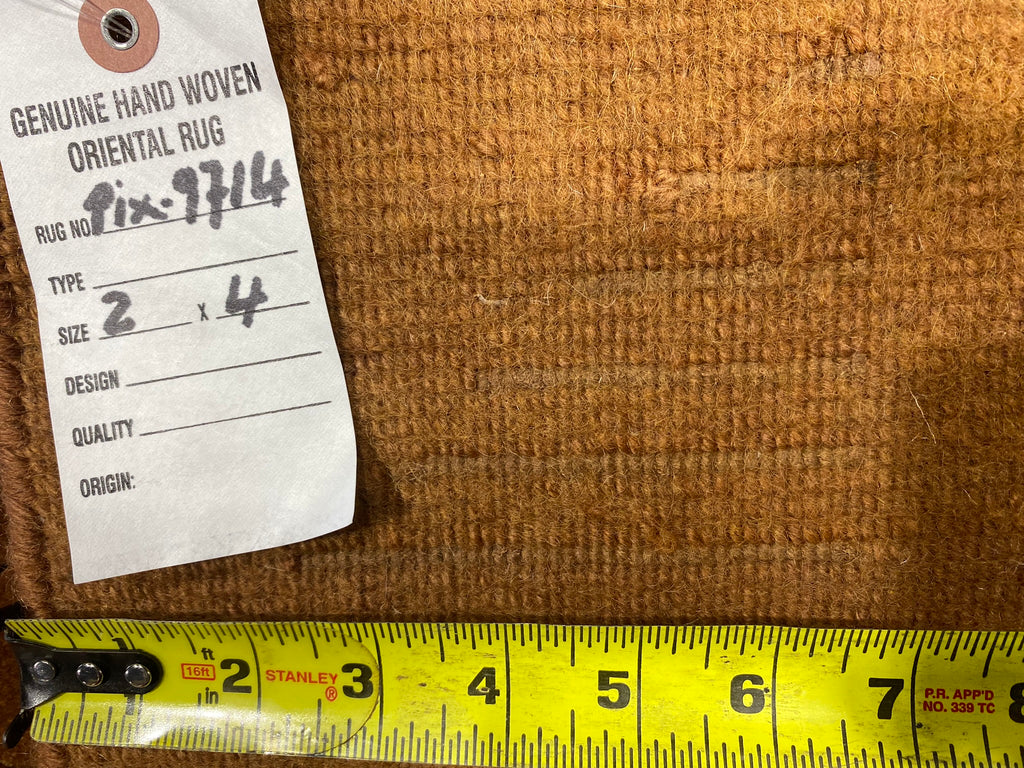 GENUINE HAND WOVEN
ORIENTAL RUG
RUG NO. Pix-9714
TYPE
SIZE 2 X 4
DESIGN
QUALITY
ORIGIN:
1 ft 16ft in 2 STANLEY ® 3 4 5 6 7 P.R. APP'D NO. 339 TC 8